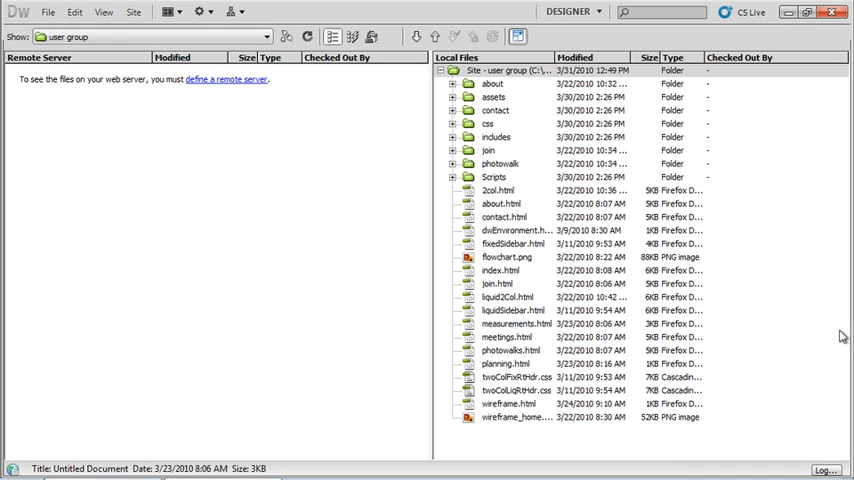 Dw File Edit View Site DESIGNER CS Live
Show: user group
Remote Server Modified Size Type Checked Out By
To see the files on your web server, you must define a remote server.
Local Files Modified Size Type Checked Out By
Site - user group (C:\... 3/31/2010 12:49 PM Folder -
about 3/22/2010 10:32 ... Folder -
assets 3/30/2010 2:26 PM Folder -
contact 3/30/2010 2:26 PM Folder -
css 3/30/2010 2:26 PM Folder -
includes 3/30/2010 2:26 PM Folder -
join 3/22/2010 10:34 ... Folder -
photowalk 3/22/2010 10:34 ... Folder -
Scripts 3/30/2010 2:26 PM Folder -
2col.html 3/22/2010 10:36 ... 5KB Firefox D...
about.html 3/22/2010 8:07 AM 5KB Firefox D...
contact.html 3/22/2010 8:07 AM 6KB Firefox D...
dwEnvironment.h... 3/9/2010 8:30 AM 1KB Firefox D...
fixedSidebar.html 3/11/2010 9:53 AM 4KB Firefox D...
flowchart.png 3/22/2010 8:22 AM 88KB PNG image
index.html 3/22/2010 8:08 AM 6KB Firefox D...
join.html 3/22/2010 8:06 AM 5KB Firefox D...
liquid2Col.html 3/22/2010 10:42 ... 6KB Firefox D...
liquidSidebar.html 3/11/2010 9:54 AM 6KB Firefox D...
measurements.html 3/23/2010 8:06 AM 3KB Firefox D...
meetings.html 3/22/2010 8:07 AM 5KB Firefox D...
photowalks.html 3/22/2010 8:07 AM 5KB Firefox D...
planning.html 3/23/2010 8:16 AM 3KB Firefox D...
twoColFixRtHdr.css 3/11/2010 9:53 AM 7KB Cascadin...
twoColLiqRtHdr.css 3/11/2010 9:54 AM 7KB Cascadin...
wireframe.html 3/24/2010 9:10 AM 1KB Firefox D...
wireframe_home.... 3/22/2010 8:30 AM 52KB PNG image
Title: Untitled Document Date: 3/23/2010 8:06 AM Size: 3KB Log...